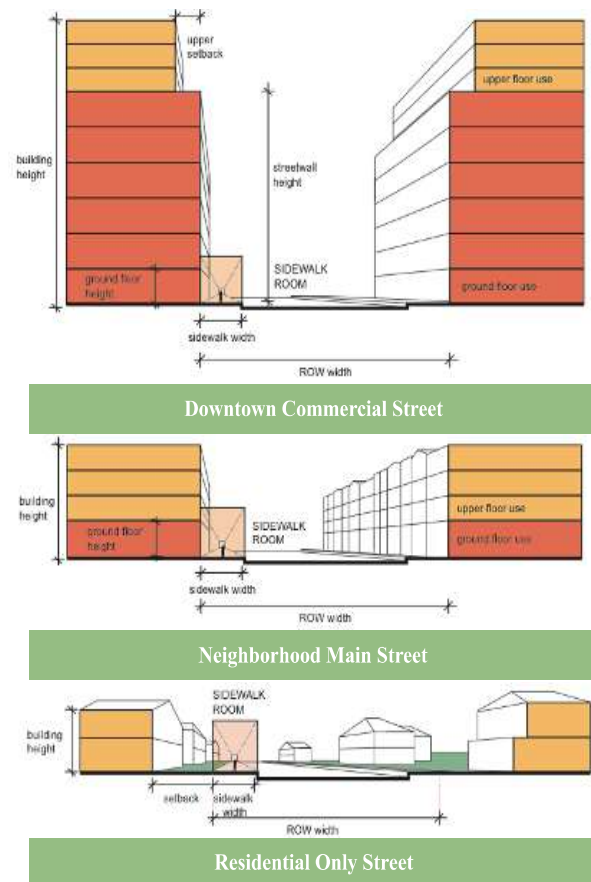 upper
setback
upper floor use
building
height
streetwall
height
SIDEWALK
ROOM
ground floor
height
ground floor use
sidewalk width
ROW width
Downtown Commercial Street
building
height
upper floor use
SIDEWALK
ROOM
ground floor
height
ground floor use
sidewalk width
ROW width
Neighborhood Main Street
SIDEWALK
ROOM
building
height
setback
sidewalk
width
ROW width
Residential Only Street